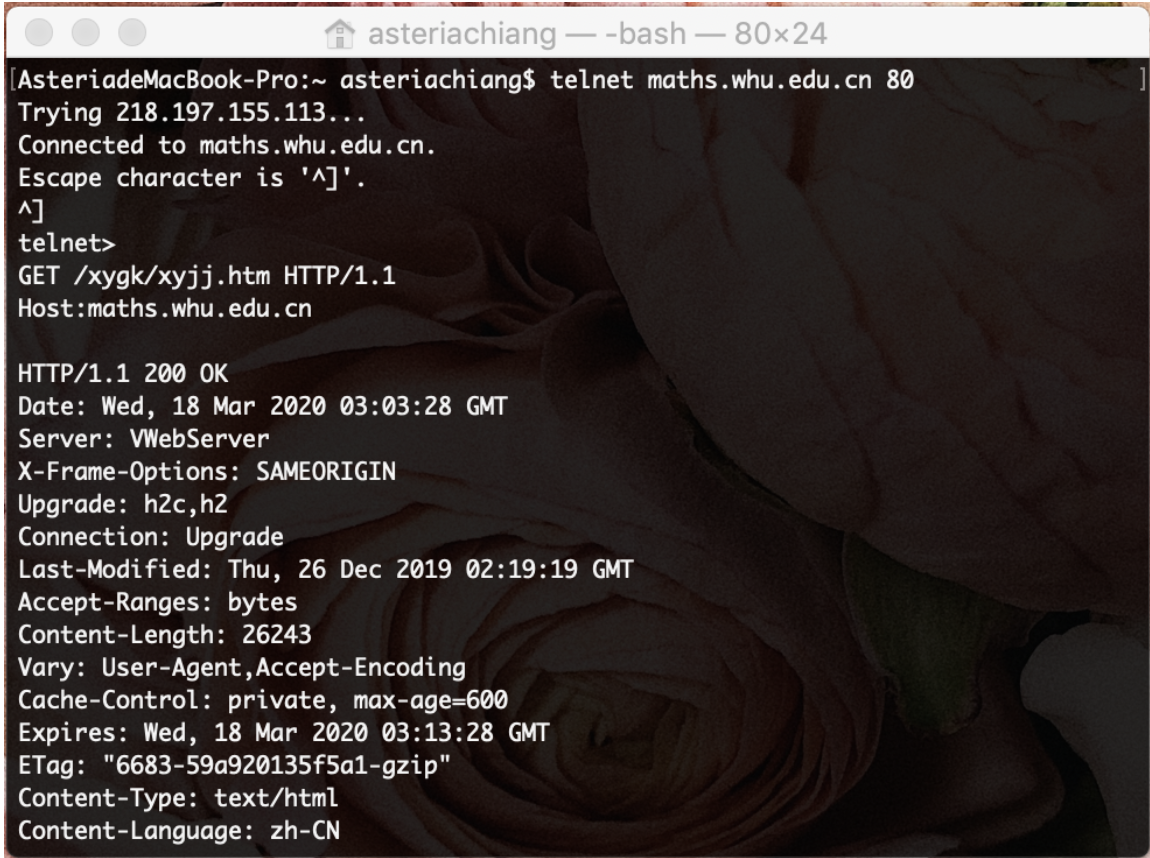 asteriachiang — -bash — 80×24
[AsteriadeMacBook-Pro:~ asteriachiang$ telnet maths.whu.edu.cn 80 ]
Trying 218.197.155.113...
Connected to maths.whu.edu.cn.
Escape character is '^]'.
^]
telnet>
GET /xygk/xyjj.htm HTTP/1.1
Host:maths.whu.edu.cn

HTTP/1.1 200 OK
Date: Wed, 18 Mar 2020 03:03:28 GMT
Server: VWebServer
X-Frame-Options: SAMEORIGIN
Upgrade: h2c,h2
Connection: Upgrade
Last-Modified: Thu, 26 Dec 2019 02:19:19 GMT
Accept-Ranges: bytes
Content-Length: 26243
Vary: User-Agent,Accept-Encoding
Cache-Control: private, max-age=600
Expires: Wed, 18 Mar 2020 03:13:28 GMT
ETag: "6683-59a920135f5a1-gzip"
Content-Type: text/html
Content-Language: zh-CN